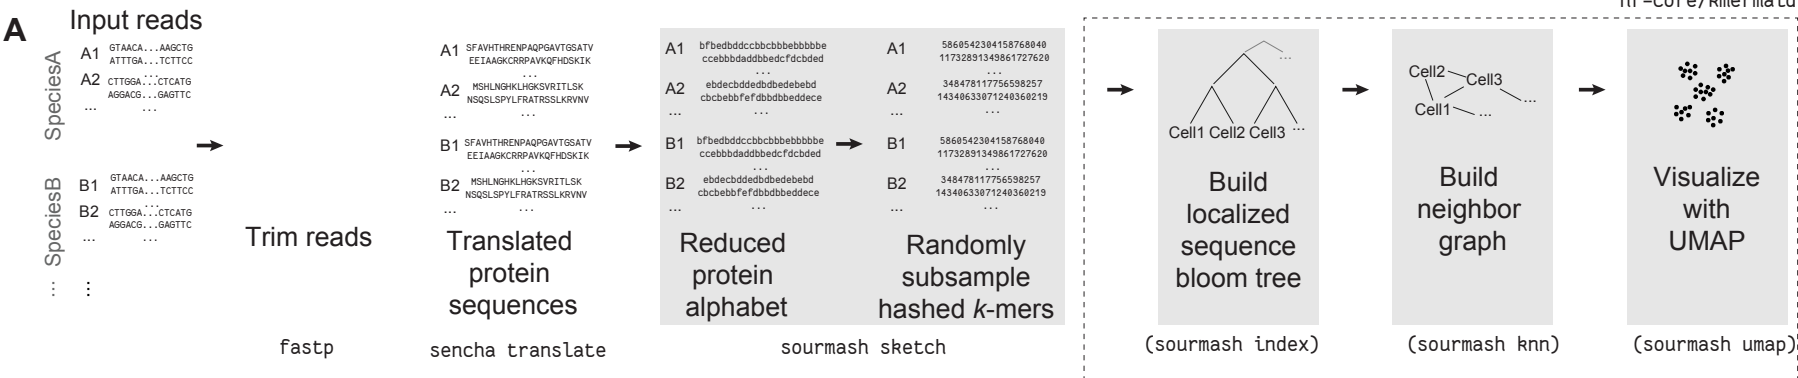 A
Input reads
SpeciesA
A1 GTAACA...AAGCTG
ATTTGA...TCTTCC
...
A2 CTTGGA...CTCATG
AGGACG...GAGTTC
... ...
SpeciesB
B1 GTAACA...AAGCTG
ATTTGA...TCTTCC
...
B2 CTTGGA...CTCATG
AGGACG...GAGTTC
... ...
... ...
Trim reads
fastp
A1 SFAVHTHRENPAQPGAVTGSATV
EEIAAGKCRRPAVKQFHDSKIK
...
A2 MSHLNGHKLHGKSVRITLSK
NSQSLSPYLFRATRSSLKRVNV
... ...
B1 SFAVHTHRENPAQPGAVTGSATV
EEIAAGKCRRPAVKQFHDSKIK
...
B2 MSHLNGHKLHGKSVRITLSK
NSQSLSPYLFRATRSSLKRVNV
... ...
Translated
protein
sequences
sencha translate
A1 bfbedbddccbbcbbbebbbbbe
ccebbbdaddbbedcfdcbded
...
A2 ebdecbddedbdbedebebd
cbcbebbfefdbbdbbeddece
... ...
B1 bfbedbddccbbcbbbebbbbbe
ccebbbdaddbbedcfdcbded
...
B2 ebdecbddedbdbedebebd
cbcbebbfefdbbdbbeddece
... ...
Reduced
protein
alphabet
A1 5860542304158768040
11732891349861727620
...
A2 348478117756598257
14340633071240360219
... ...
B1 5860542304158768040
11732891349861727620
...
B2 348478117756598257
14340633071240360219
... ...
Randomly
subsample
hashed k-mers
sourmash sketch
...
Cell1 Cell2 Cell3 ...
Build
localized
sequence
bloom tree
(sourmash index)
Cell2 Cell3
Cell1 ... ...
Build
neighbor
graph
(sourmash knn)
Visualize
with
UMAP
(sourmash umap)